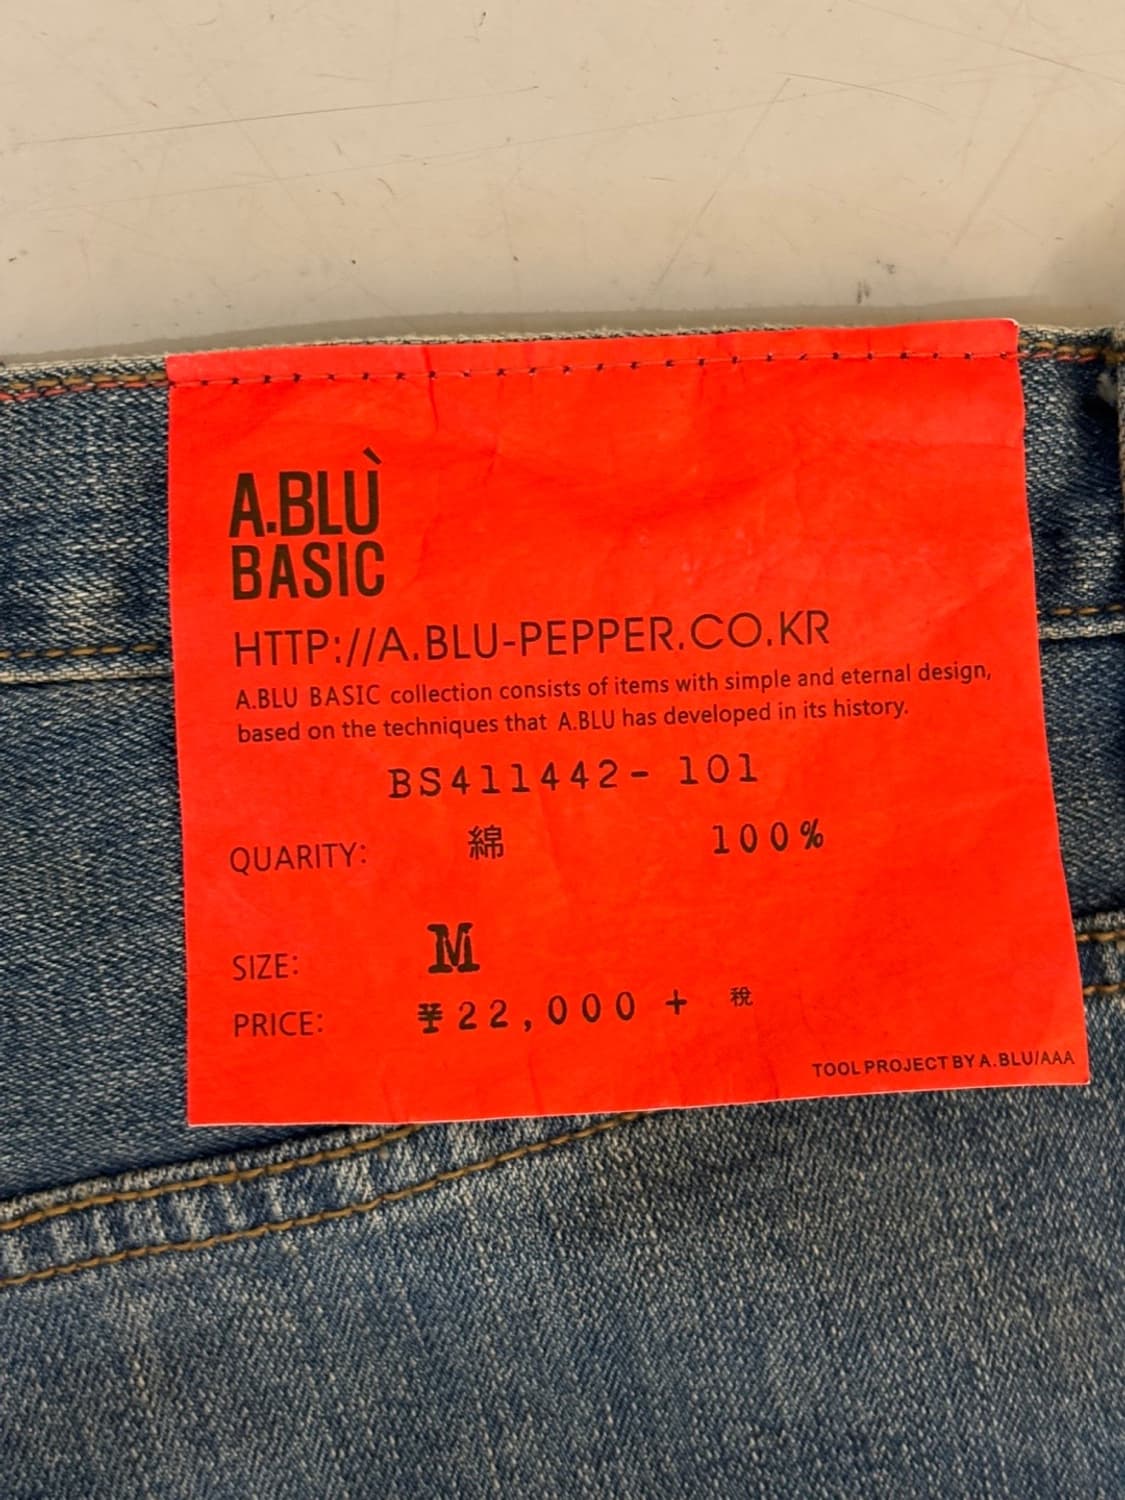 A.BLÙ
BASIC
HTTP://A.BLU-PEPPER.CO.KR
A.BLU BASIC collection consists of items with simple and eternal design,
based on the techniques that A.BLU has developed in its history.
BS411442- 101
QUARITY: 綿 100%
SIZE: M
PRICE: ¥22,000 + 税
TOOL PROJECT BY A.BLU/AAA